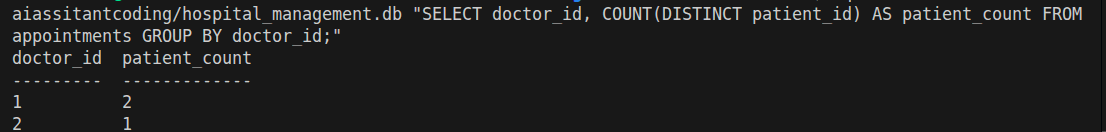 aiassitantcoding/hospital_management.db "SELECT doctor_id, COUNT(DISTINCT patient_id) AS patient_count FROM
appointments GROUP BY doctor_id;"
doctor_id  patient_count
---------  -------------
1          2
2          1